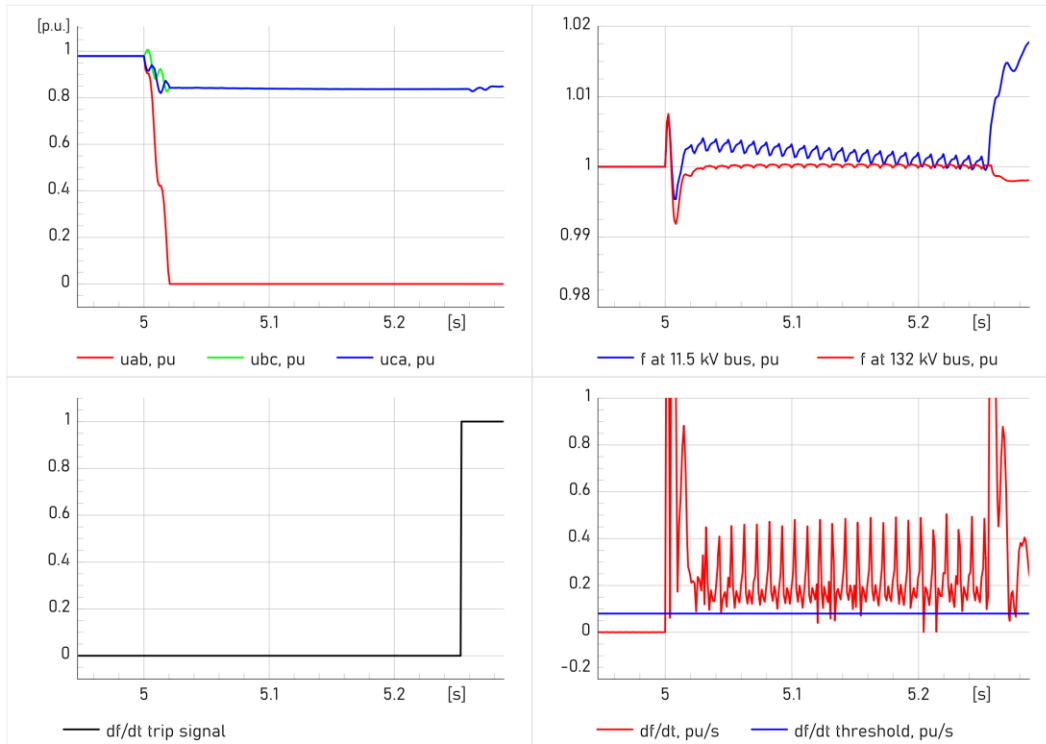 [p.u.]
1
0.8
0.6
0.4
0.2
0
5
5.1
5.2
[s]
uab, pu
ubc, pu
uca, pu
1.02
1.01
1
0.99
0.98
5
5.1
5.2
[s]
f at 11.5 kV bus, pu
f at 132 kV bus, pu
1
0.8
0.6
0.4
0.2
0
5
5.1
5.2
[s]
df/dt trip signal
1
0.8
0.6
0.4
0.2
0
-0.2
5
5.1
5.2
[s]
df/dt, pu/s
df/dt threshold, pu/s